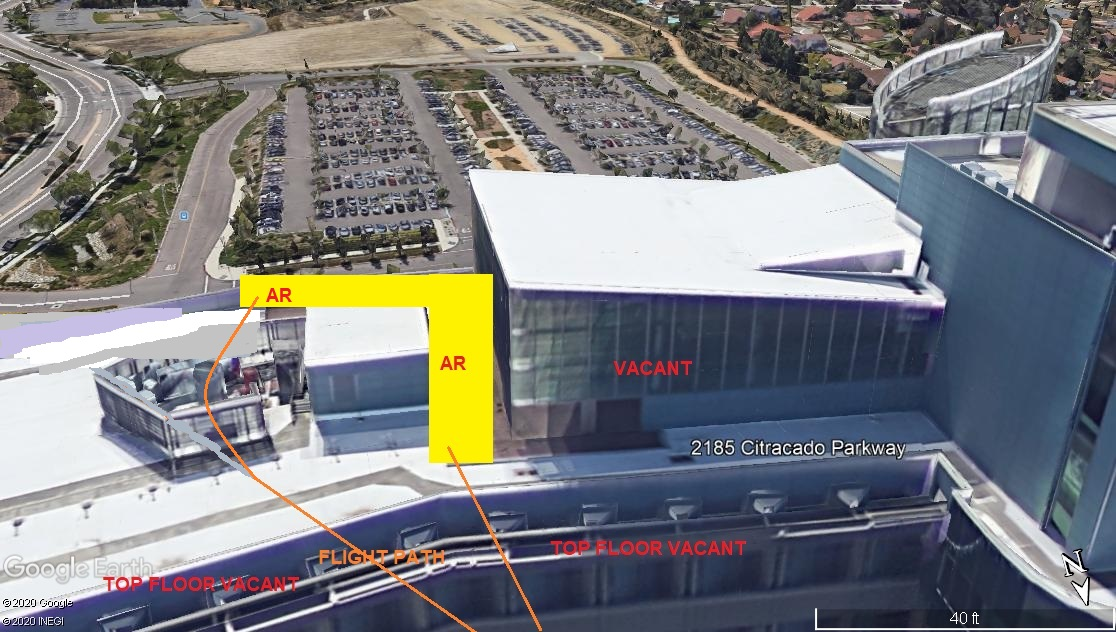 AR
AR
VACANT
2185 Citracado Parkway
FLIGHT PATH
TOP FLOOR VACANT
TOP FLOOR VACANT
Google Earth
© 2020 Google
© 2020 INEGI
N
40 ft